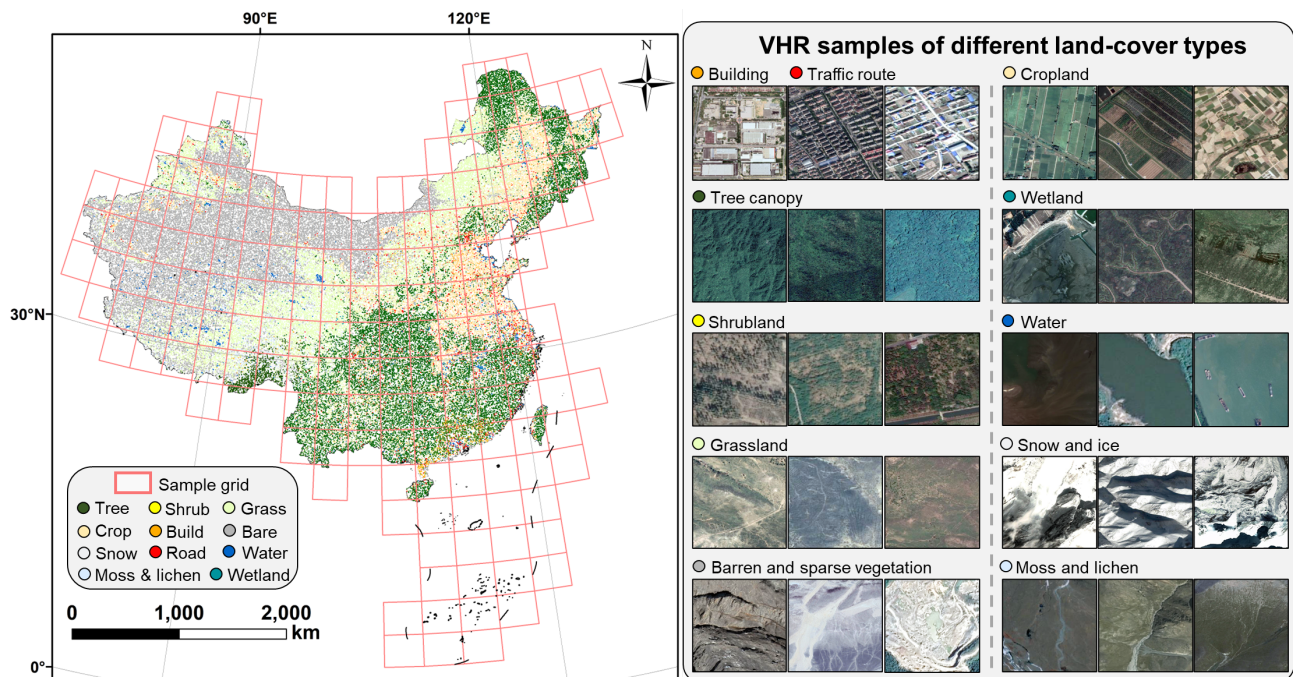 90°E
120°E
N
30°N
0°
Sample grid
Tree Shrub Grass
Crop Build Bare
Snow Road Water
Moss & lichen Wetland
0 1,000 2,000
km
VHR samples of different land-cover types
Building Traffic route Cropland
Tree canopy Wetland
Shrubland Water
Grassland Snow and ice
Barren and sparse vegetation Moss and lichen